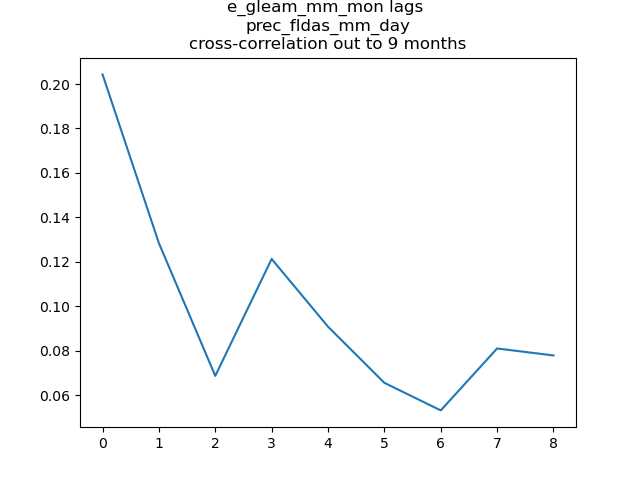 e_gleam_mm_mon lags
prec_fldas_mm_day
cross-correlation out to 9 months
0.20
0.18
0.16
0.14
0.12
0.10
0.08
0.06
0 1 2 3 4 5 6 7 8